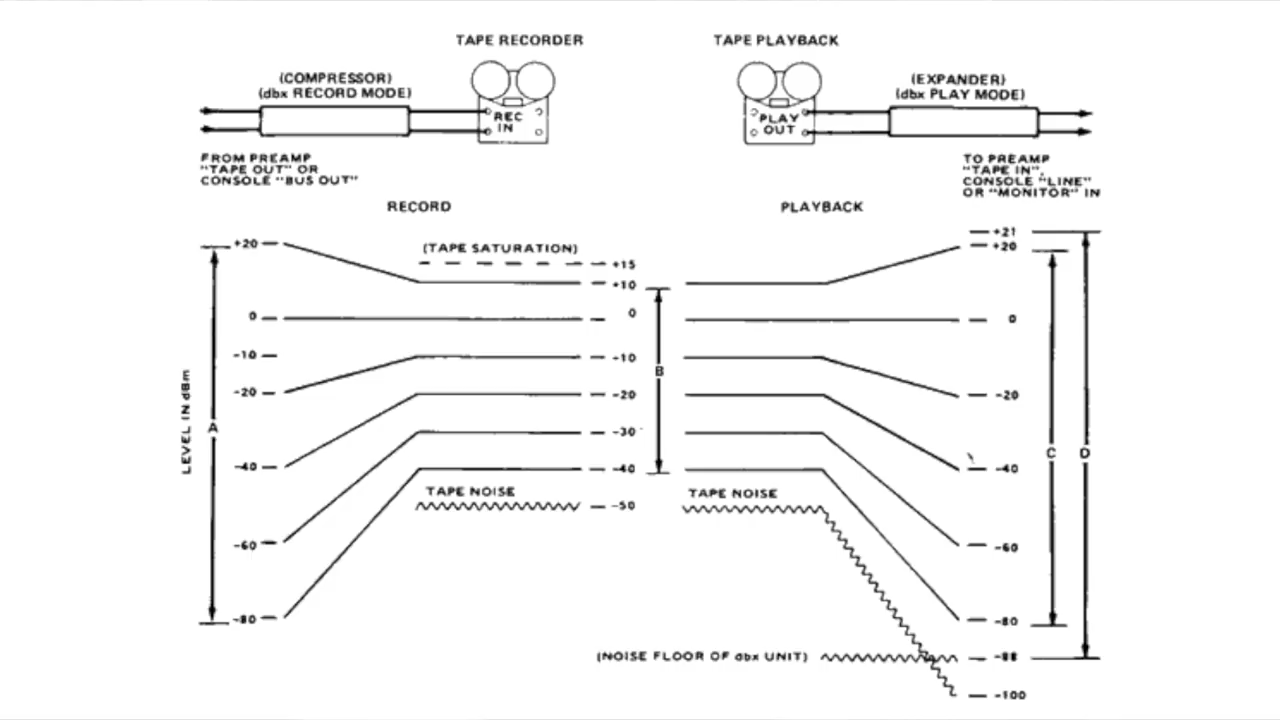 TAPE RECORDER
TAPE PLAYBACK
(COMPRESSOR)
(dbx RECORD MODE)
(EXPANDER)
(dbx PLAY MODE)
REC
IN
PLAY
OUT
FROM PREAMP
"TAPE OUT" OR
CONSOLE "BUS OUT"
TO PREAMP
"TAPE IN",
CONSOLE "LINE"
OR "MONITOR" IN
RECORD
PLAYBACK
LEVEL IN dBm
A
+20
0
-10
-20
-40
-60
-80
(TAPE SATURATION)
+15
+10
0
-10
-20
-30
-40
TAPE NOISE
-50
B
TAPE NOISE
(NOISE FLOOR OF dbx UNIT)
+21
+20
0
-20
-40
-60
-80
-88
-100
C
D